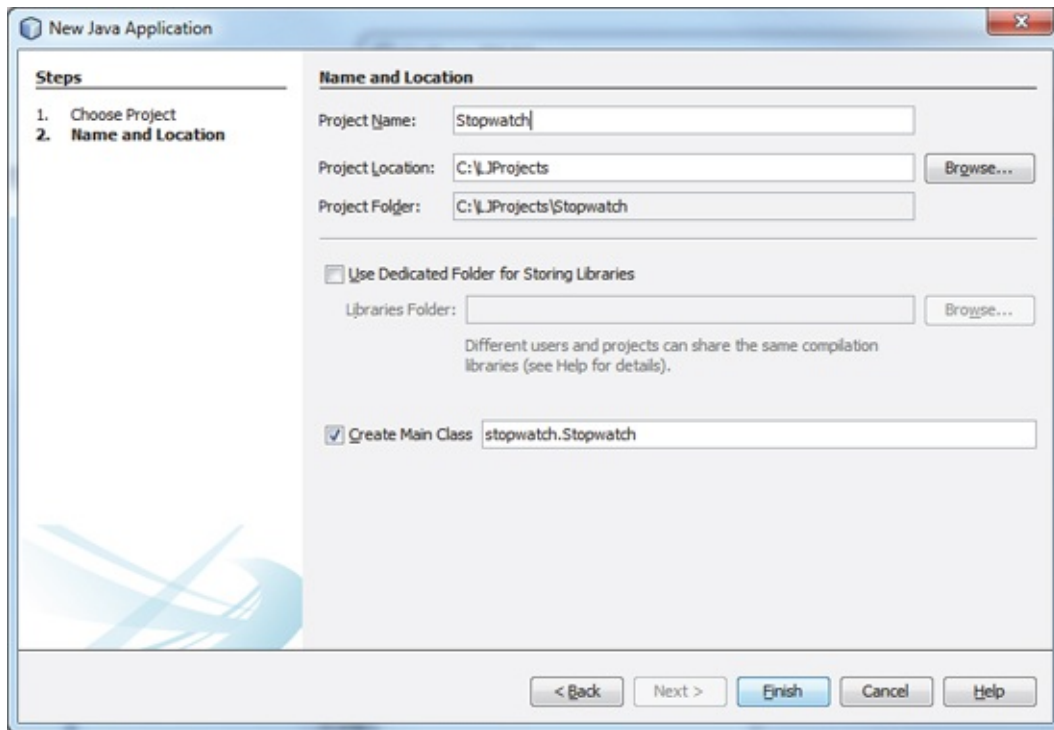 New Java Application
Steps
1. Choose Project
2. Name and Location
Name and Location
Project Name: Stopwatch
Project Location: C:\LJProjects Browse...
Project Folder: C:\LJProjects\Stopwatch
Use Dedicated Folder for Storing Libraries
Libraries Folder: Browse...
Different users and projects can share the same compilation
libraries (see Help for details).
Create Main Class stopwatch.Stopwatch
< Back Next > Finish Cancel Help